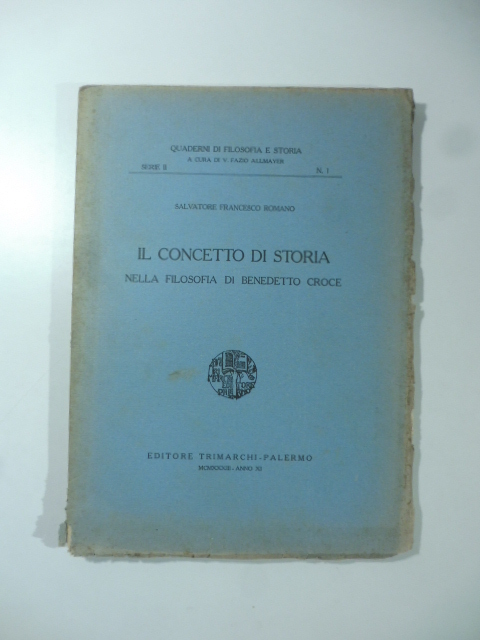 QUADERNI DI FILOSOFIA E STORIA
A CURA DI V. FAZIO ALLMAYER
SERIE II N. 1
SALVATORE FRANCESCO ROMANO
IL CONCETTO DI STORIA
NELLA FILOSOFIA DI BENEDETTO CROCE
EDITORE TRIMARCHI-PALERMO
ANNO XI